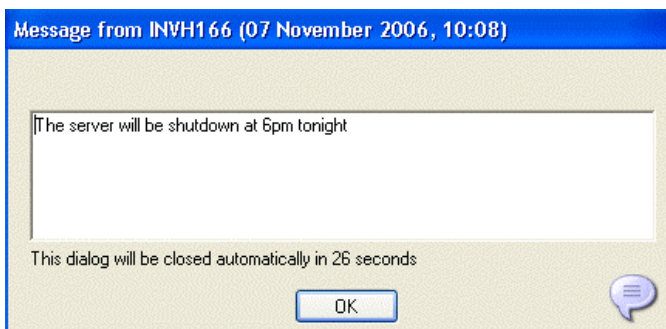 Message from INVH166 (07 November 2006, 10:08)
The server will be shutdown at 6pm tonight
This dialog will be closed automatically in 26 seconds
OK